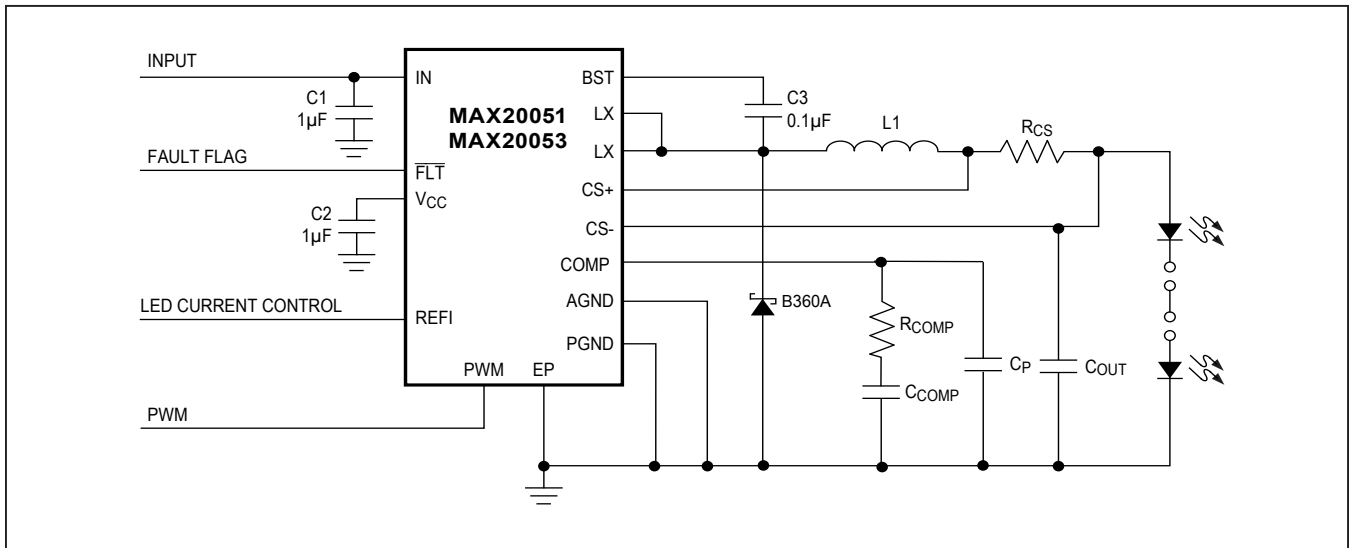 INPUT
IN
C1
1µF
FAULT FLAG
FLT
VCC
C2
1µF
LED CURRENT CONTROL
REFI
PWM
PWM
EP
MAX20051
MAX20053
BST
LX
LX
CS+
CS-
COMP
AGND
PGND
C3
0.1µF
L1
RCS
B360A
RCOMP
CCOMP
CP
COUT